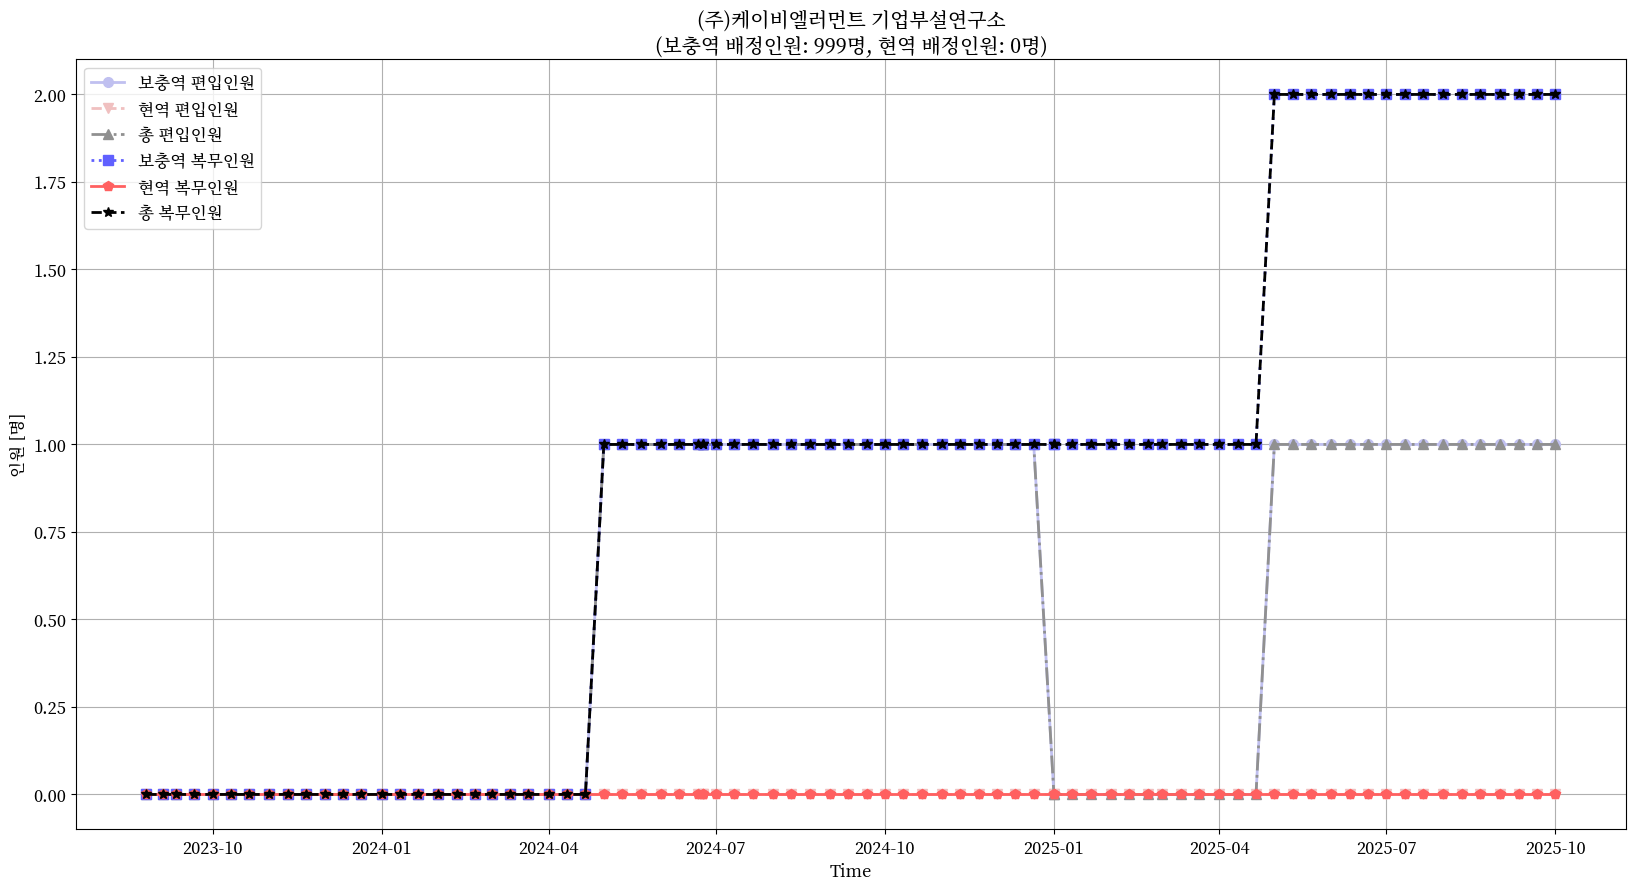 (주)케이비엘러먼트 기업부설연구소
(보충역 배정인원: 999명, 현역 배정인원: 0명)
보충역 편입인원
현역 편입인원
총 편입인원
보충역 복무인원
현역 복무인원
총 복무인원
인원 [명]
2.00
1.75
1.50
1.25
1.00
0.75
0.50
0.25
0.00
2023-10
2024-01
2024-04
2024-07
2024-10
2025-01
2025-04
2025-07
2025-10
Time